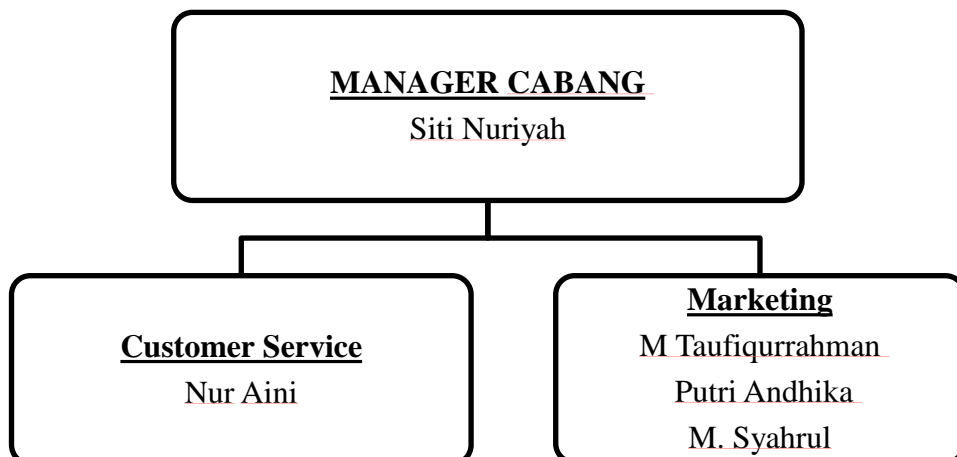 MANAGER CABANG
Siti Nuriyah
Customer Service
Nur Aini
Marketing
M Taufiqurrahman
Putri Andhika
M. Syahrul